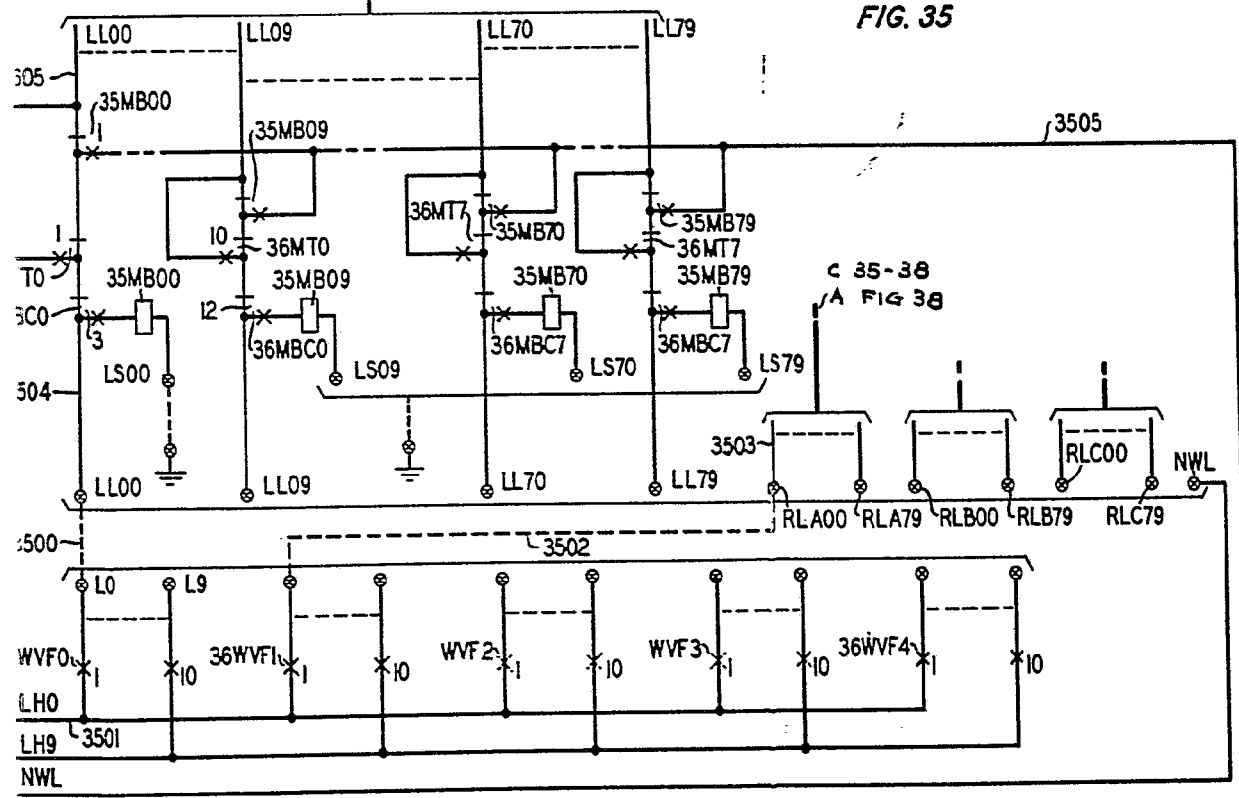 FIG. 35
LL00 LL09 LL70 LL79
35MB00
1
35MB09
3505
36MT7
35MB70
35MB79
1
10
36MT0
36MT7
T0
35MB00
35MB09
35MB70
35MB79
C 35-38
A FIG 38
12
3
36MBC0
36MBC7
36MBC7
LS00
LS09
LS70
LS79
3503
RLC00
NWL
LL00
LL09
LL70
LL79
RLA00 RLA79 RLB00 RLB79 RLC79
3502
L0 L9
WVF0 1 10 36WVF1 1 10 WVF2 1 10 WVF3 1 10 36WVF4 1 10
LH0
3501
LH9
NWL